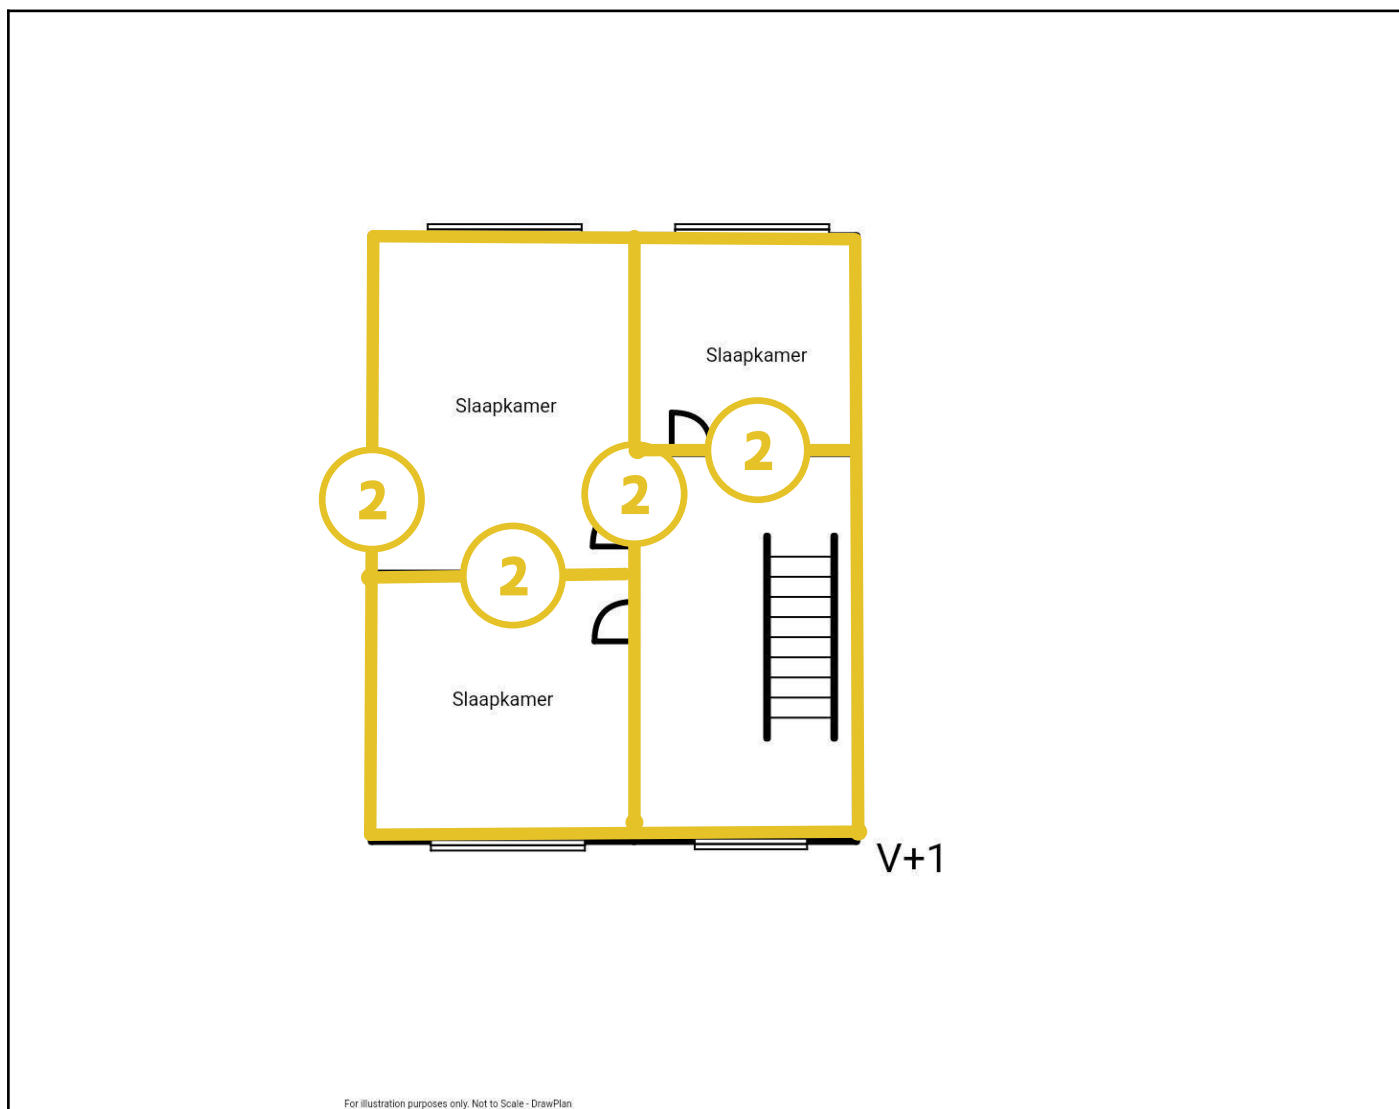 Slaapkamer
Slaapkamer
2
2
2
2
Slaapkamer
V+1
For illustration purposes only. Not to Scale - DrawPlan